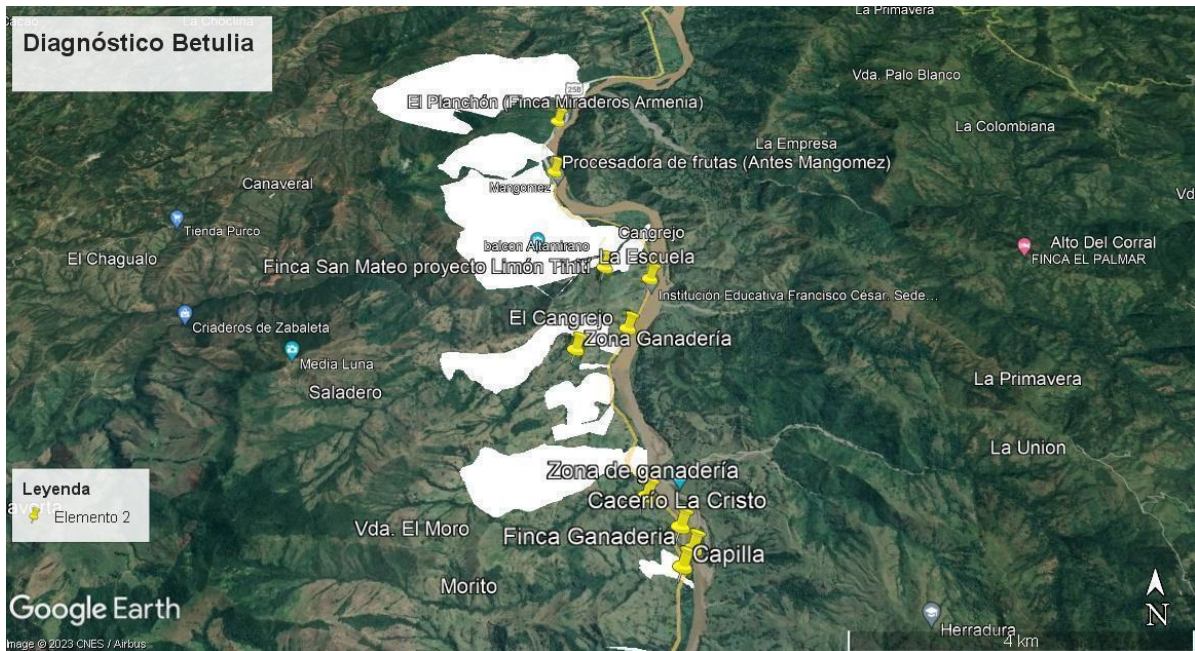 La Choclina
La Primavera
Diagnóstico Betulia
25B
Vda. Palo Blanco
El Planchón (Finca Miraderos Armenia)
La Colombiana
La Empresa
Procesadora de frutas (Antes Mangomez)
Canaveral
Mangomez
Vd
Tienda Purco
Cangrejo
balcon Altamirano
Alto Del Corral
El Chagualo
Finca San Mateo proyecto Limón Tihití
La Escuela
FINCA EL PALMAR
Institución Educativa Francisco César. Sede...
El Cangrejo
Criaderos de Zabaleta
Zona Ganadería
Media Luna
La Primavera
Saladero
La Union
Zona de ganadería
Leyenda
Cacerío La Cristo
Elemento 2
Vda. El Moro
Finca Ganaderia
Capilla
Morito
Google Earth
N
Herradura
4 km
Image © 2023 CNES / Airbus